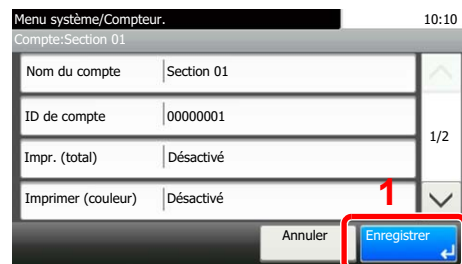 Menu système/Compteur. 10:10
Compte:Section 01
Nom du compte Section 01
ID de compte 00000001
1/2
Impr. (total) Désactivé
Imprimer (couleur) Désactivé
1
Annuler Enregistrer